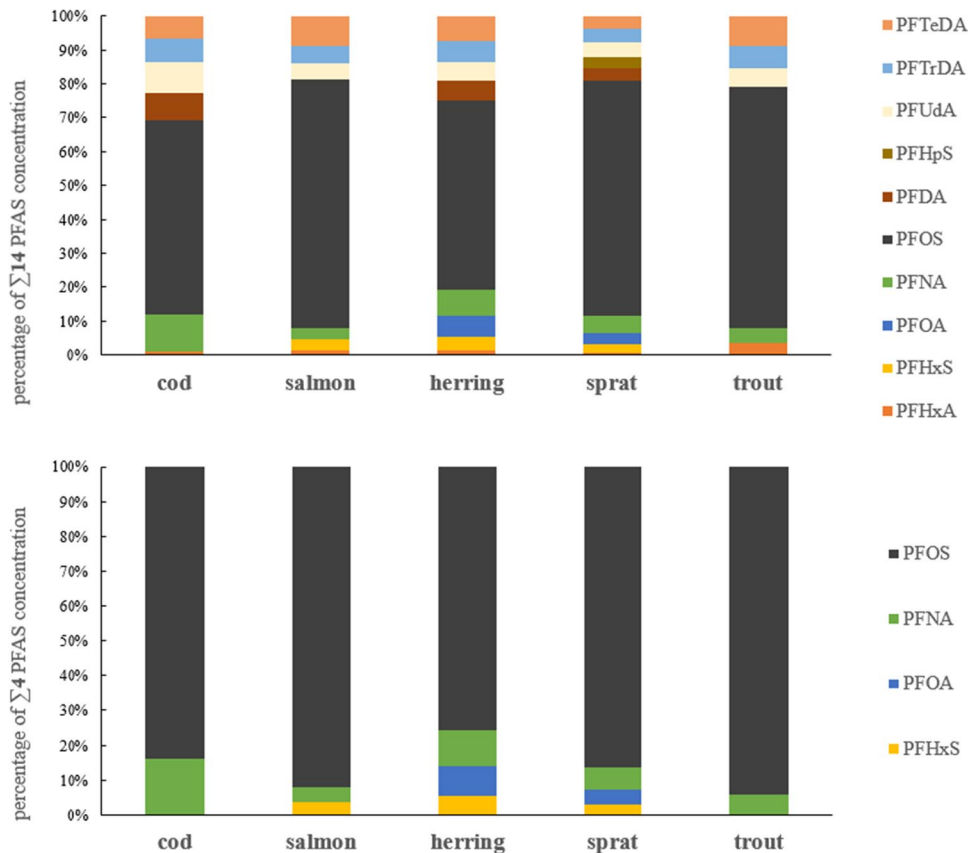 100%
90%
80%
70%
60%
50%
40%
30%
20%
10%
0%
percentage of ∑14 PFAS concentration
cod salmon herring sprat trout
PFTeDA
PFTrDA
PFUdA
PFHpS
PFDA
PFOS
PFNA
PFOA
PFHxS
PFHxA
100%
90%
80%
70%
60%
50%
40%
30%
20%
10%
0%
percentage of ∑4 PFAS concentration
cod salmon herring sprat trout
PFOS
PFNA
PFOA
PFHxS